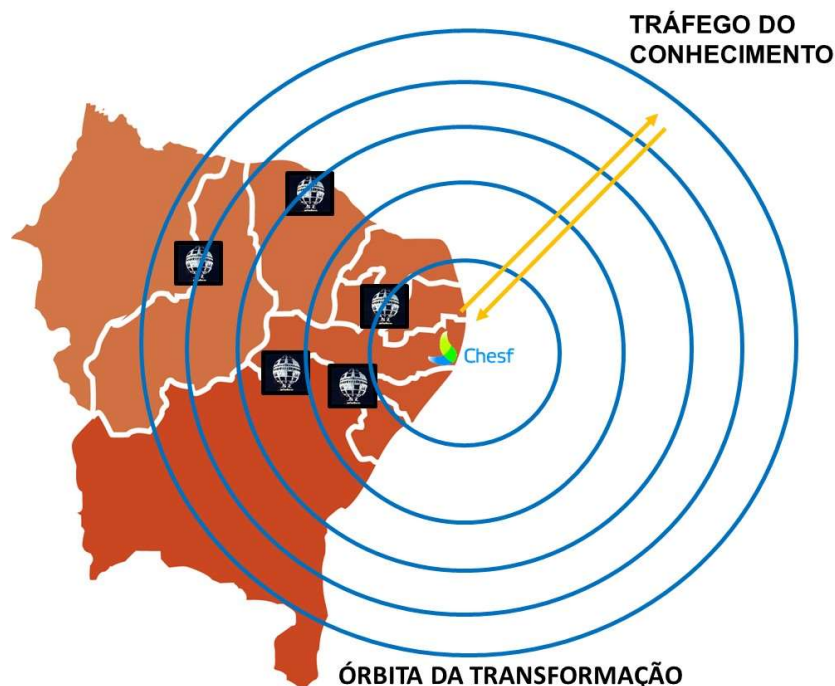 TRÁFEGO DO
CONHECIMENTO
Chesf
ÓRBITA DA TRANSFORMAÇÃO